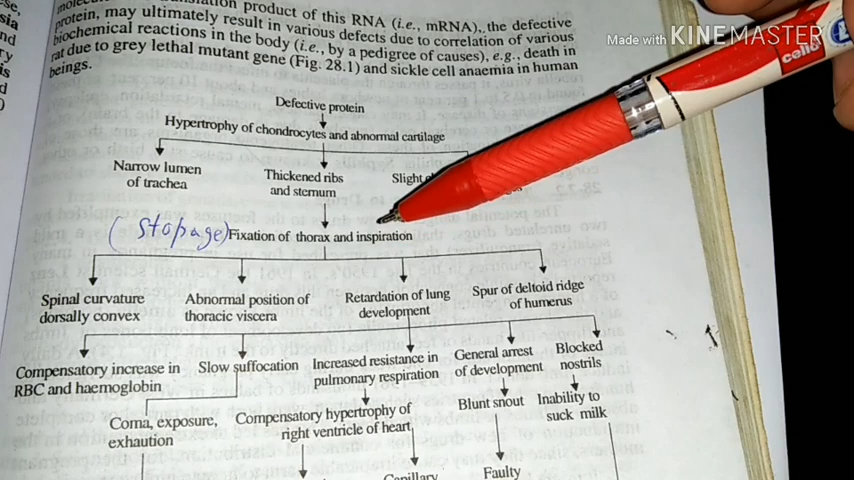 translation product of this RNA (i.e., mRNA), the defective
protein, may ultimately result in various defects due to correlation of various
biochemical reactions in the body (i.e., by a pedigree of causes), e.g., death in
rat due to grey lethal mutant gene (Fig. 28.1) and sickle cell anaemia in human
beings.
Made with KINEMASTER
cello
Defective protein
Hypertrophy of chondrocytes and abnormal cartilage
Narrow lumen
of trachea
Thickened ribs
and sternum
Slight
(stopage) Fixation of thorax and inspiration
Spinal curvature
dorsally convex
Abnormal position of
thoracic viscera
Retardation of lung
development
Spur of deltoid ridge
of humerus
Compensatory increase in
RBC and haemoglobin
Slow suffocation
Increased resistance in
pulmonary respiration
General arrest
of development
Blocked
nostrils
Coma, exposure,
exhaution
Compensatory hypertrophy of
right ventricle of heart
Blunt snout
Inability to
suck milk
Capillary
Faulty